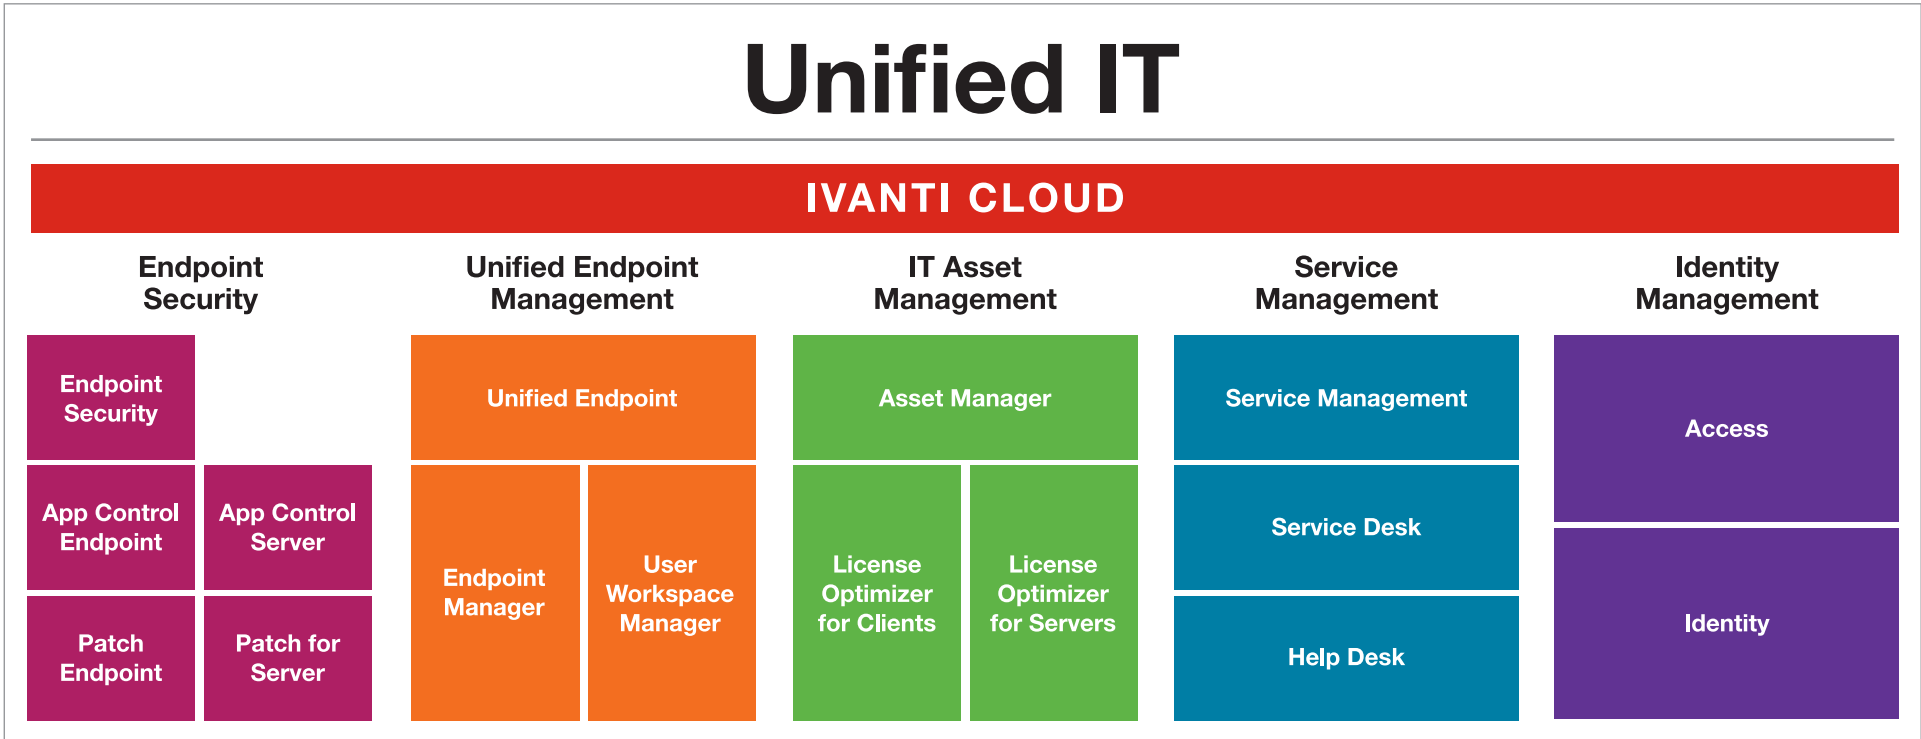 Unified IT
IVANTI CLOUD
Endpoint
Security
Endpoint
Security
App Control
Endpoint
App Control
Server
Patch
Endpoint
Patch for
Server
Unified Endpoint
Management
Unified Endpoint
Endpoint
Manager
User
Workspace
Manager
IT Asset
Management
Asset Manager
License
Optimizer
for Clients
License
Optimizer
for Servers
Service
Management
Service Management
Service Desk
Help Desk
Identity
Management
Access
Identity